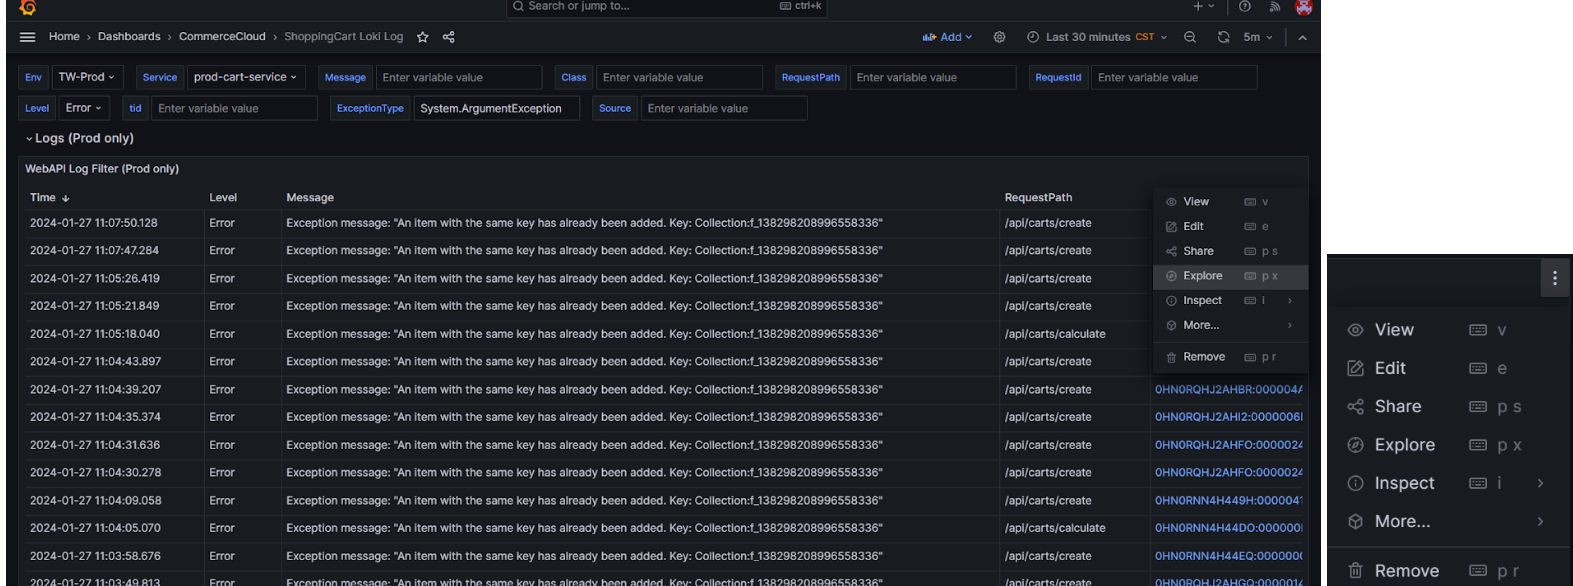 Search or jump to... ctrl+k
Home › Dashboards › CommerceCloud › ShoppingCart Loki Log
Add Last 30 minutes CST 5m
Env TW-Prod Service prod-cart-service Message Enter variable value Class Enter variable value RequestPath Enter variable value RequestId Enter variable value
Level Error tid Enter variable value ExceptionType System.ArgumentException Source Enter variable value
Logs (Prod only)
WebAPI Log Filter (Prod only)
Time ↓ Level Message RequestPath
2024-01-27 11:07:50.128 Error Exception message: "An item with the same key has already been added. Key: Collection:f_138298208996558336" /api/carts/create
2024-01-27 11:07:47.284 Error Exception message: "An item with the same key has already been added. Key: Collection:f_138298208996558336" /api/carts/create
2024-01-27 11:05:26.419 Error Exception message: "An item with the same key has already been added. Key: Collection:f_138298208996558336" /api/carts/create
2024-01-27 11:05:21.849 Error Exception message: "An item with the same key has already been added. Key: Collection:f_138298208996558336" /api/carts/create
2024-01-27 11:05:18.040 Error Exception message: "An item with the same key has already been added. Key: Collection:f_138298208996558336" /api/carts/calculate
2024-01-27 11:04:43.897 Error Exception message: "An item with the same key has already been added. Key: Collection:f_138298208996558336" /api/carts/create
2024-01-27 11:04:39.207 Error Exception message: "An item with the same key has already been added. Key: Collection:f_138298208996558336" /api/carts/create 0HN0RQHJ2AHBR:000004A
2024-01-27 11:04:35.374 Error Exception message: "An item with the same key has already been added. Key: Collection:f_138298208996558336" /api/carts/create 0HN0RQHJ2AHI2:0000006
2024-01-27 11:04:31.636 Error Exception message: "An item with the same key has already been added. Key: Collection:f_138298208996558336" /api/carts/create 0HN0RQHJ2AHFO:0000024
2024-01-27 11:04:30.278 Error Exception message: "An item with the same key has already been added. Key: Collection:f_138298208996558336" /api/carts/create 0HN0RQHJ2AHFO:0000024
2024-01-27 11:04:09.058 Error Exception message: "An item with the same key has already been added. Key: Collection:f_138298208996558336" /api/carts/create 0HN0RNN4H449H:0000041
2024-01-27 11:04:05.070 Error Exception message: "An item with the same key has already been added. Key: Collection:f_138298208996558336" /api/carts/calculate 0HN0RNN4H44DO:000000
2024-01-27 11:03:58.676 Error Exception message: "An item with the same key has already been added. Key: Collection:f_138298208996558336" /api/carts/create 0HN0RNN4H44EQ:000000
2024-01-27 11:03:49.813 Error Exception message: "An item with the same key has already been added. Key: Collection:f_138298208996558336" /api/carts/create 0HN0RQHJ2AHGO:0000014
View v
Edit e
Share p s
Explore p x
Inspect i ›
More... ›
Remove p r
View v
Edit e
Share p s
Explore p x
Inspect i ›
More... ›
Remove p r